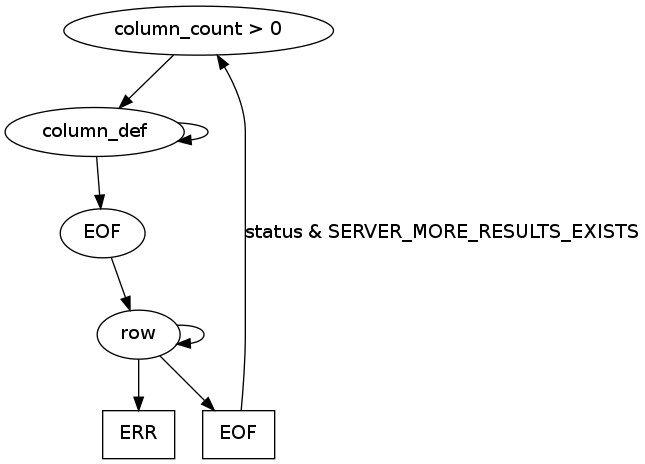 column_count > 0
column_def
EOF
status & SERVER_MORE_RESULTS_EXISTS
row
ERR
EOF